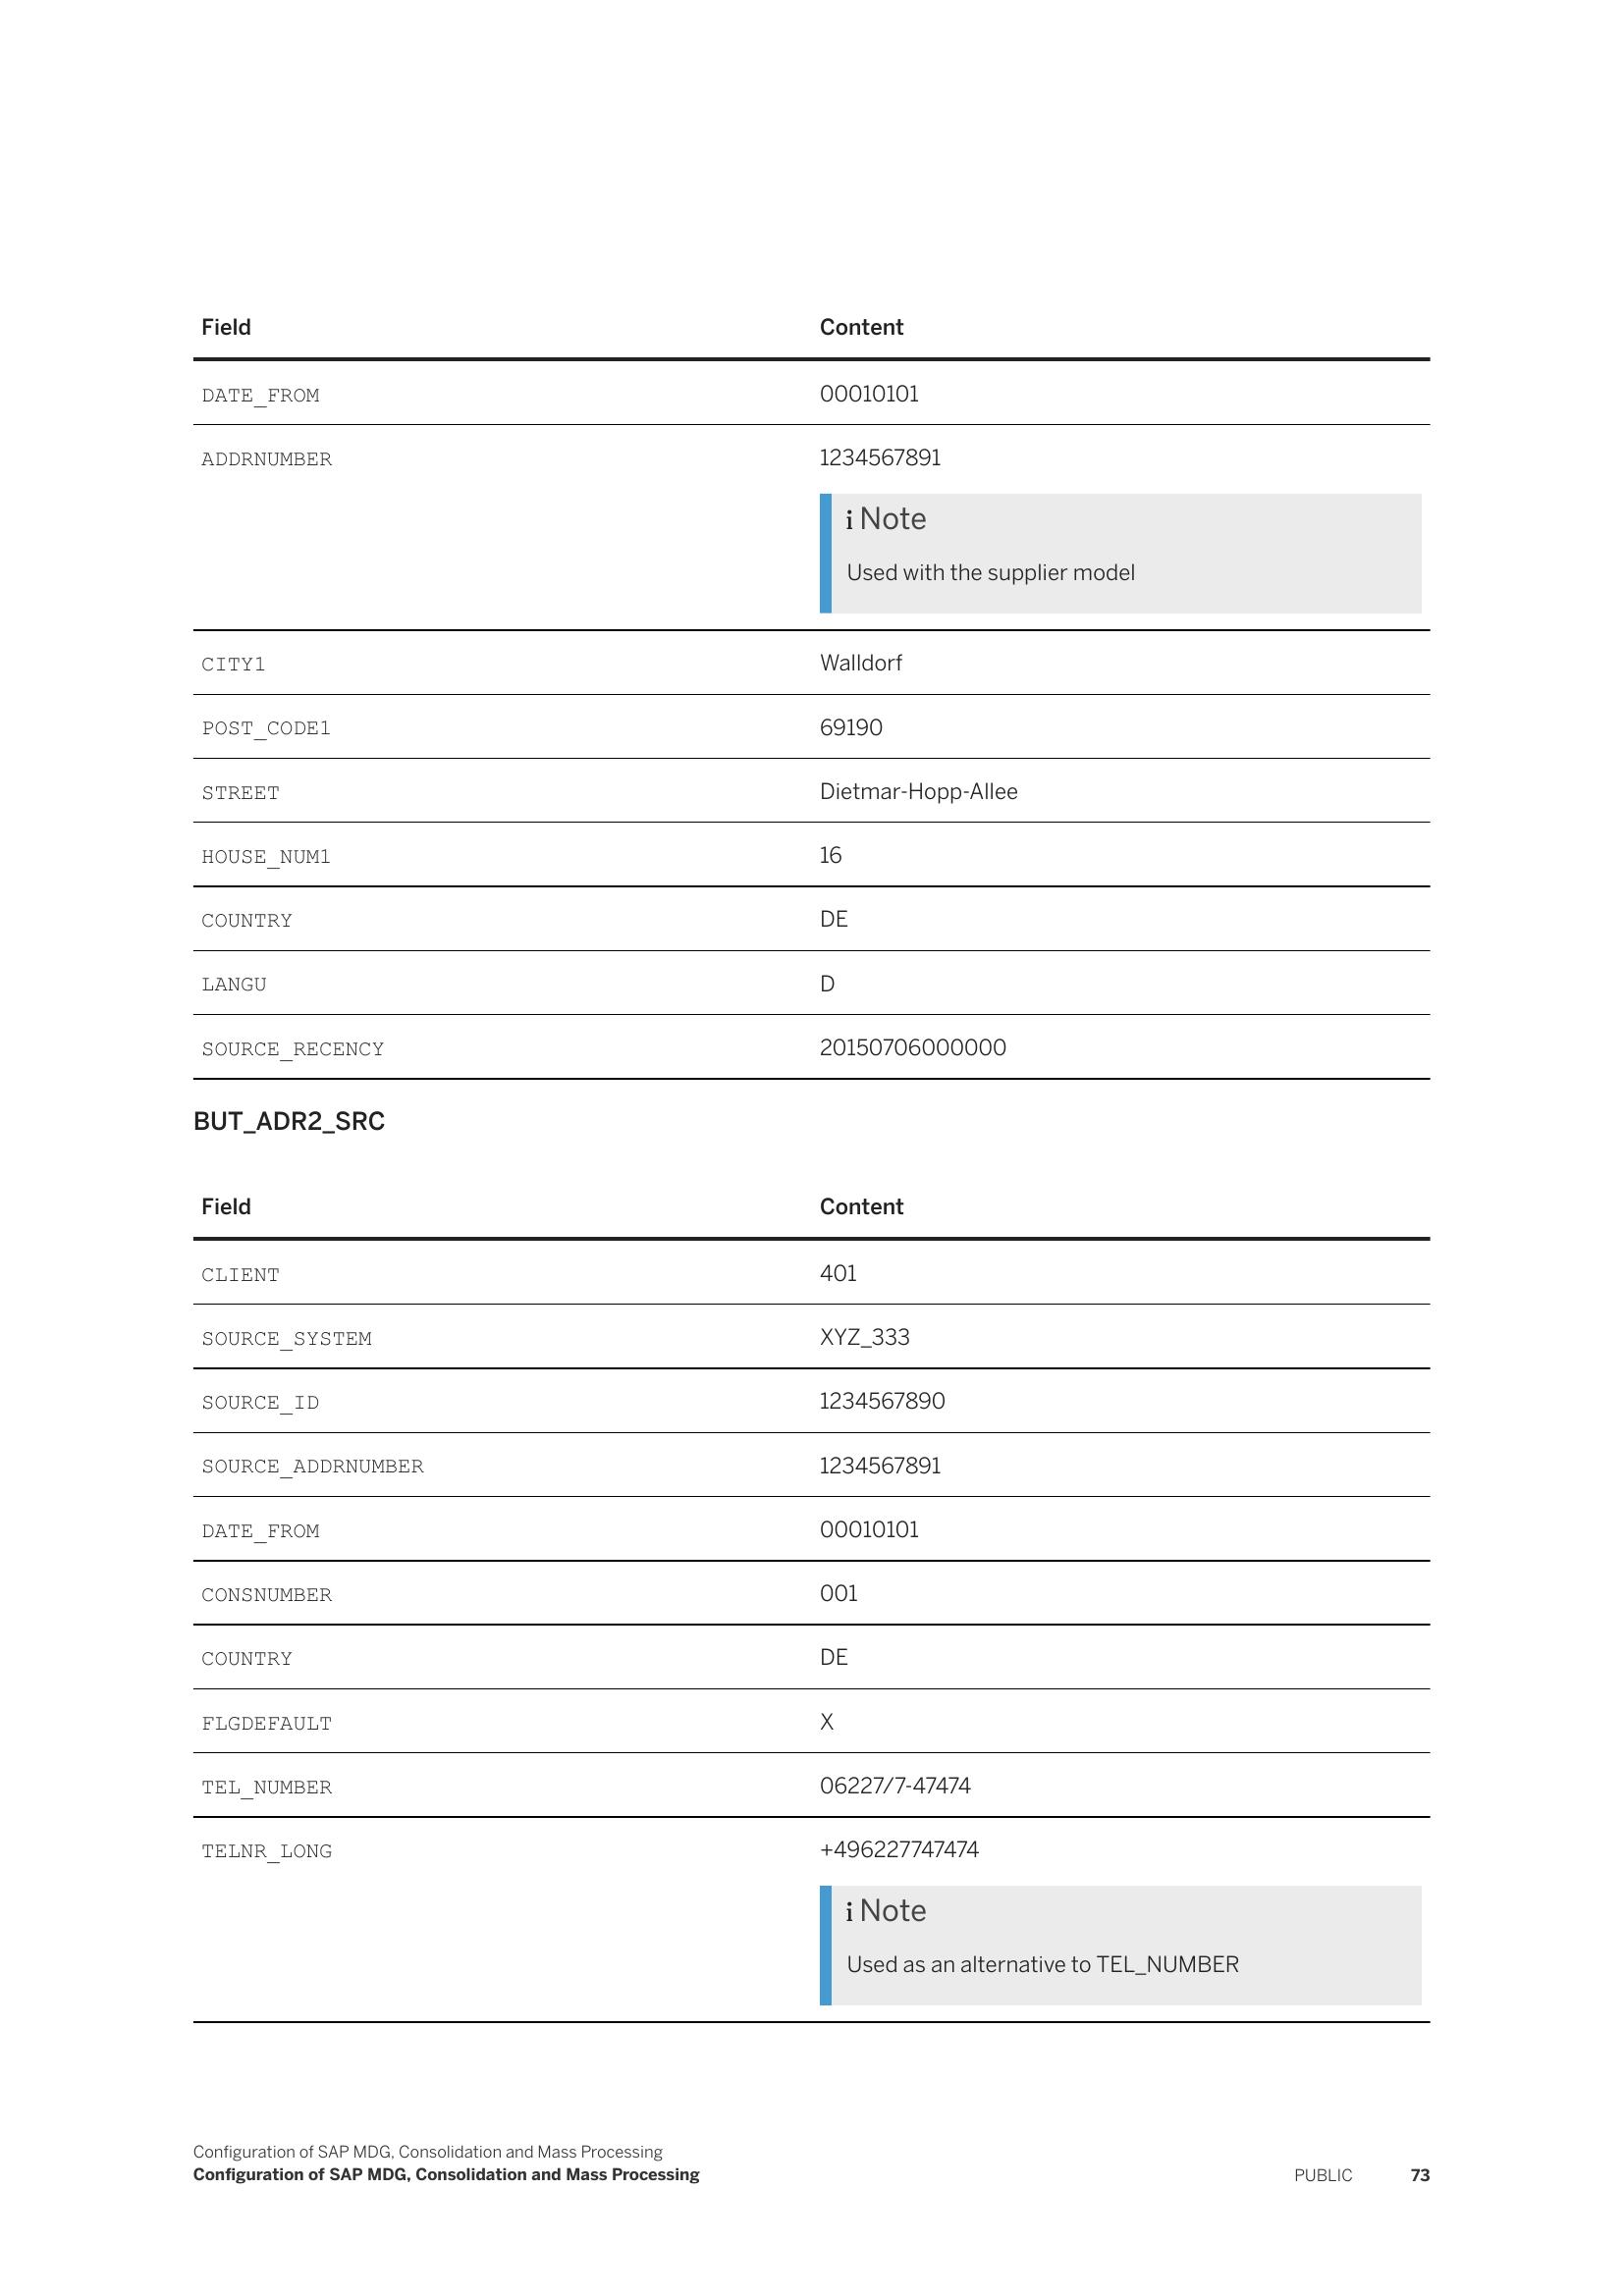 Field Content
DATE_FROM 00010101
ADDRNUMBER 1234567891
i Note
Used with the supplier model
CITY1 Walldorf
POST_CODE1 69190
STREET Dietmar-Hopp-Allee
HOUSE_NUM1 16
COUNTRY DE
LANGU D
SOURCE_RECENCY 20150706000000
BUT_ADR2_SRC
Field Content
CLIENT 401
SOURCE_SYSTEM XYZ_333
SOURCE_ID 1234567890
SOURCE_ADDRNUMBER 1234567891
DATE_FROM 00010101
CONSNUMBER 001
COUNTRY DE
FLGDEFAULT X
TEL_NUMBER 06227/7-47474
TELNR_LONG +496227747474
i Note
Used as an alternative to TEL_NUMBER
Configuration of SAP MDG, Consolidation and Mass Processing
Configuration of SAP MDG, Consolidation and Mass Processing PUBLIC 73